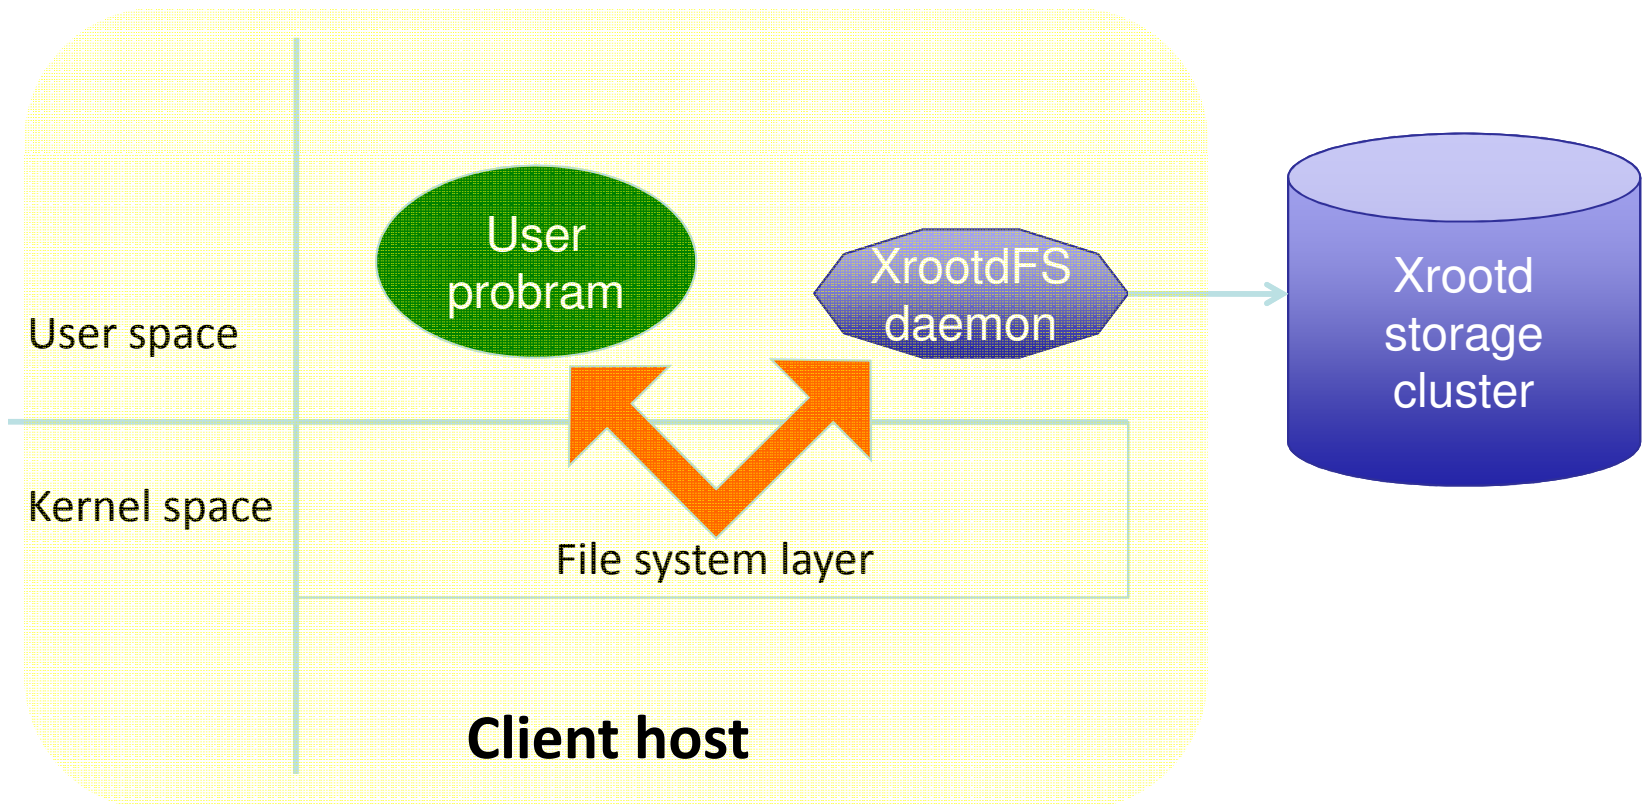 User
probram
XrootdFS
daemon
Xrootd
storage
cluster
User space
Kernel space
File system layer
Client host